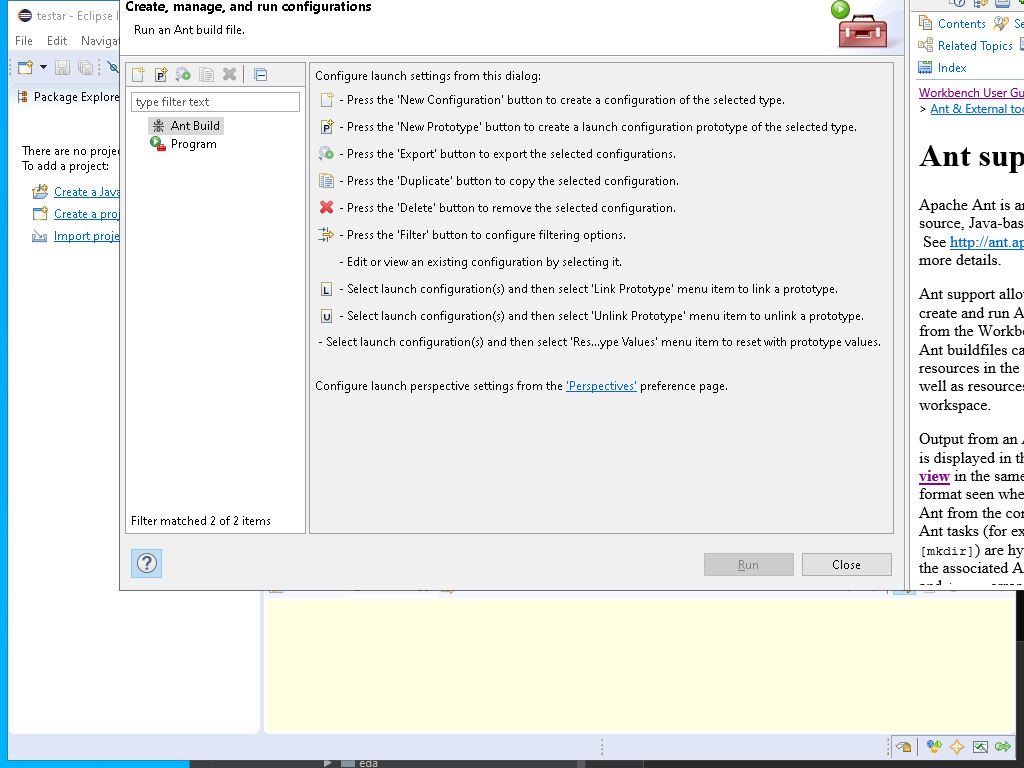 testar - Eclipse
File Edit Naviga
Package Explore
There are no proje
To add a project:
Create a Java
Create a proj
Import proje
Create, manage, and run configurations
Run an Ant build file.
type filter text
Ant Build
Program
Filter matched 2 of 2 items
Configure launch settings from this dialog:
- Press the 'New Configuration' button to create a configuration of the selected type.
- Press the 'New Prototype' button to create a launch configuration prototype of the selected type.
- Press the 'Export' button to export the selected configurations.
- Press the 'Duplicate' button to copy the selected configuration.
- Press the 'Delete' button to remove the selected configuration.
- Press the 'Filter' button to configure filtering options.
- Edit or view an existing configuration by selecting it.
L - Select launch configuration(s) and then select 'Link Prototype' menu item to link a prototype.
U - Select launch configuration(s) and then select 'Unlink Prototype' menu item to unlink a prototype.
- Select launch configuration(s) and then select 'Res...ype Values' menu item to reset with prototype values.
Configure launch perspective settings from the 'Perspectives' preference page.
?
Run
Close
Contents Se
Related Topics
Index
Workbench User Gu
> Ant & External too
Ant sup
Apache Ant is an
source, Java-bas
See http://ant.ap
more details.
Ant support allow
create and run A
from the Workbe
Ant buildfiles ca
resources in the
well as resources
workspace.
Output from an A
is displayed in th
view in the same
format seen whe
Ant from the con
Ant tasks (for ex
[mkdir]) are hy
the associated A
eda